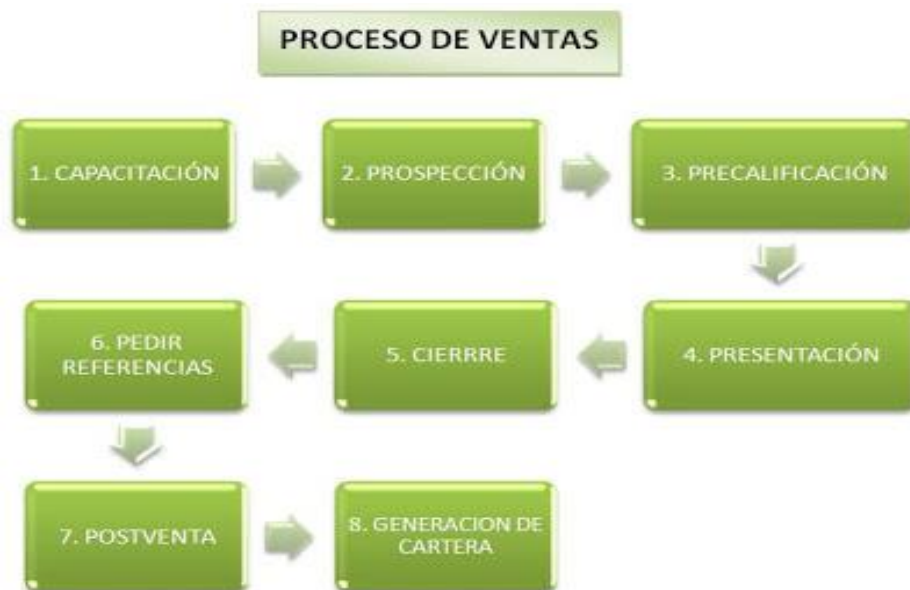 PROCESO DE VENTAS
1. CAPACITACIÓN
2. PROSPECCIÓN
3. PRECALIFICACIÓN
4. PRESENTACIÓN
5. CIERRRE
6. PEDIR
REFERENCIAS
7. POSTVENTA
8. GENERACION DE
CARTERA